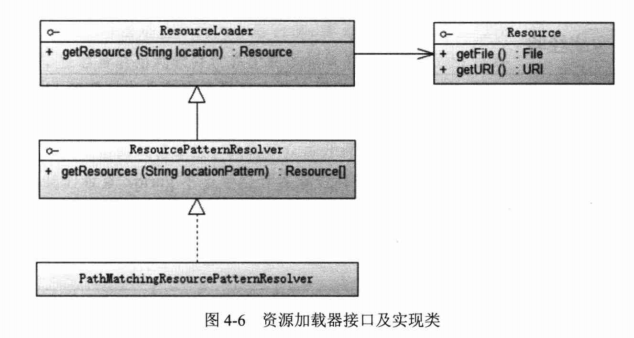 ResourceLoader
+ getResource (String location) : Resource
Resource
+ getFile () : File
+ getURI () : URI
ResourcePatternResolver
+ getResources (String locationPattern) : Resource[]
PathMatchingResourcePatternResolver
图 4-6 资源加载器接口及实现类